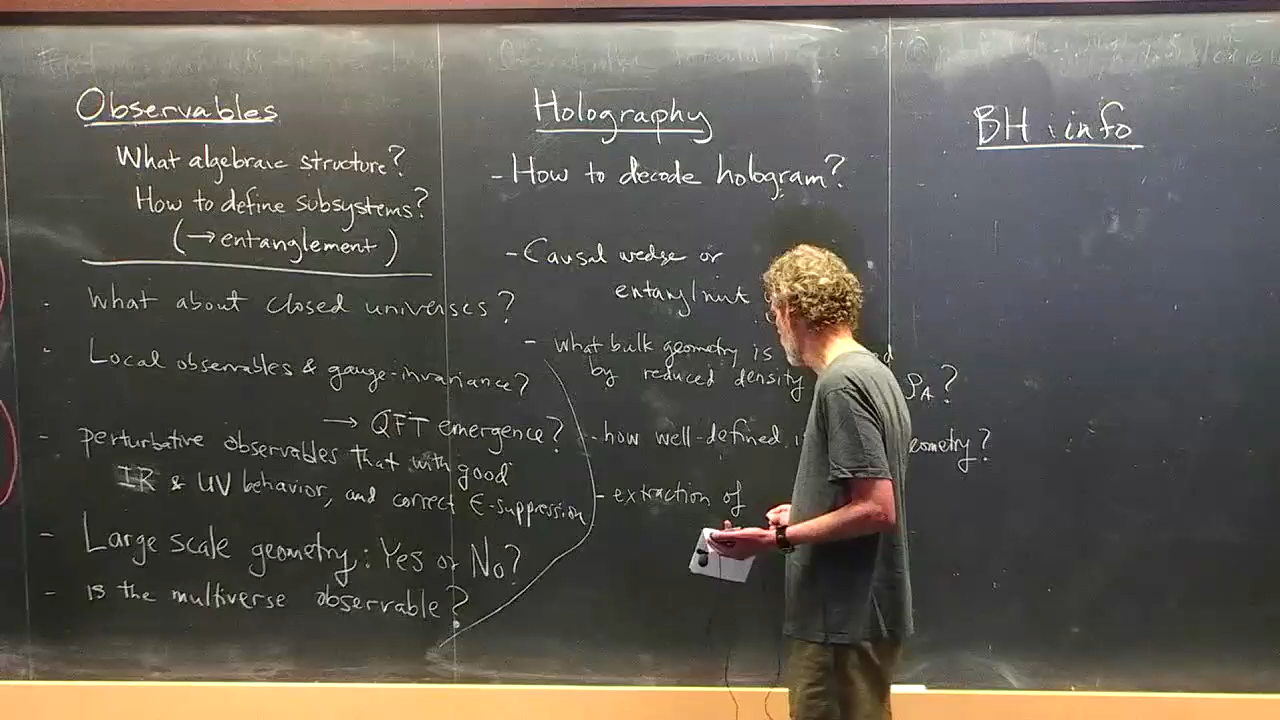 Observables
What algebraic structure?
How to define subsystems?
(→ entanglement)
- What about closed universes?
- Local observables & gauge-invariance?
→ QFT emergence?
- perturbative observables that with good
IR & UV behavior, and correct ϵ-suppression
- Large scale geometry: Yes or No?
- is the multiverse observable?
Holography
- How to decode hologram?
- Causal wedge or
entanglmnt
- what bulk geometry is
by reduced density ρ_A?
- how well-defined
- extraction of
BH info